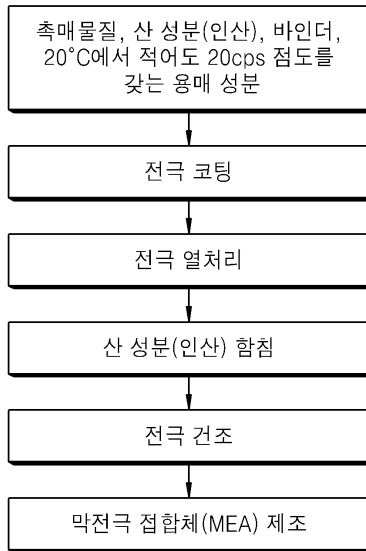 촉매물질, 산 성분(인산), 바인더,
20°C에서 적어도 20cps 점도를
갖는 용매 성분
전극 코팅
전극 열처리
산 성분(인산) 함침
전극 건조
막전극 접합체(MEA) 제조